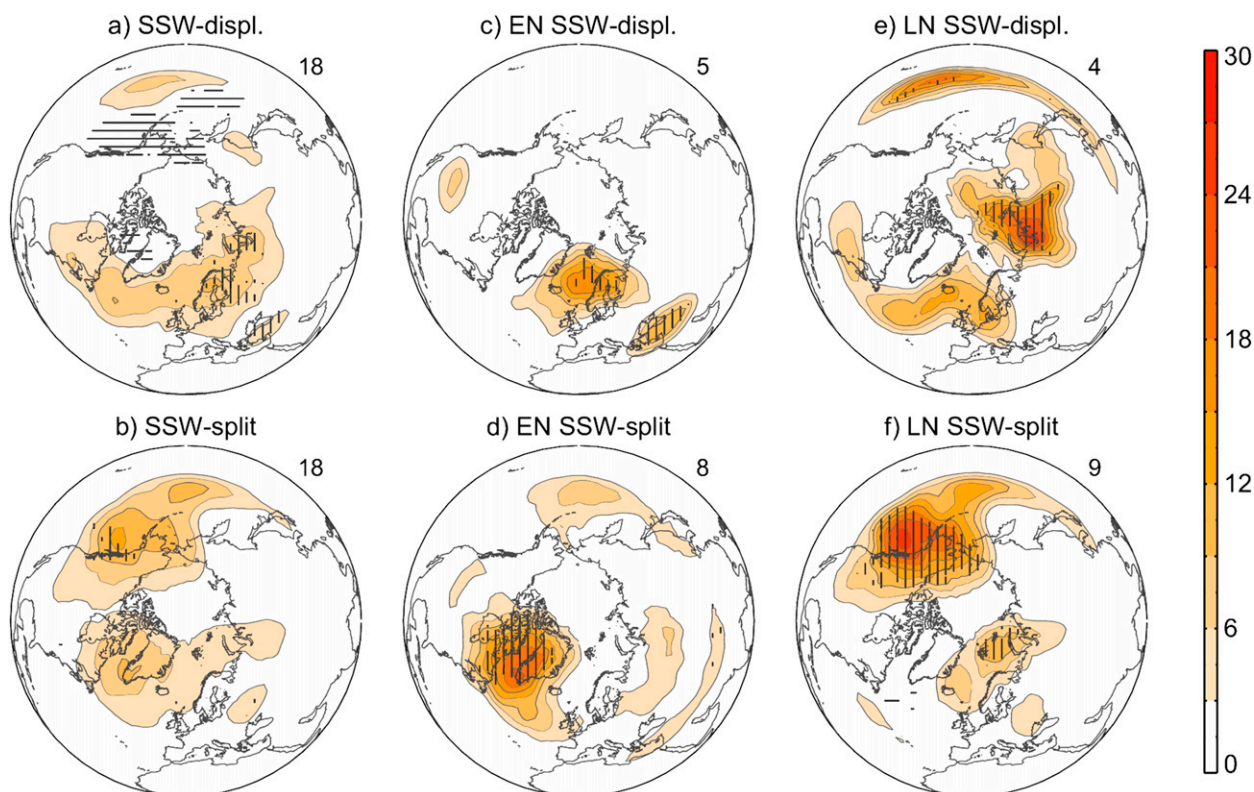 a) SSW-displ.
18
c) EN SSW-displ.
5
e) LN SSW-displ.
4
30
24
18
12
6
0
b) SSW-split
18
d) EN SSW-split
8
f) LN SSW-split
9